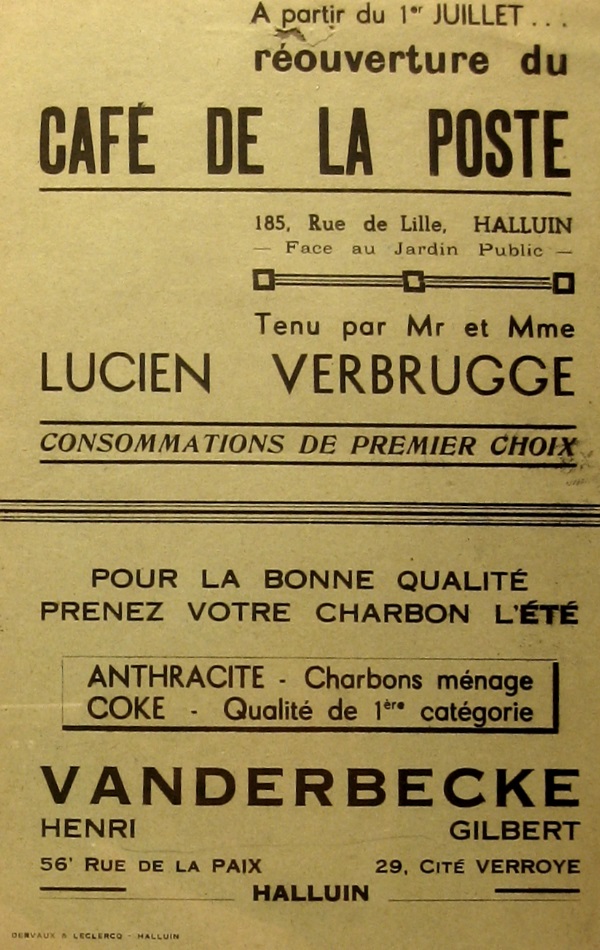 A partir du 1er JUILLET...
réouverture du
CAFÉ DE LA POSTE
185, Rue de Lille, HALLUIN
— Face au Jardin Public —
Tenu par Mr et Mme
LUCIEN VERBRUGGE
CONSOMMATIONS DE PREMIER CHOIX
POUR LA BONNE QUALITÉ
PRENEZ VOTRE CHARBON L'ÉTÉ
ANTHRACITE - Charbons ménage
COKE - Qualité de 1ère catégorie
VANDERBECKE
HENRI GILBERT
56' RUE DE LA PAIX 29, CITÉ VERROYE
HALLUIN
DERVAUX & LECLERCQ - HALLUIN